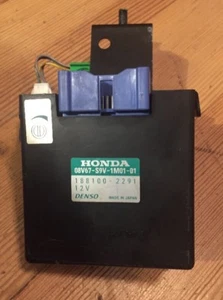 HONDA
08V67-S9V-1M01-01
188100-2291
12V
DENSO MADE IN JAPAN